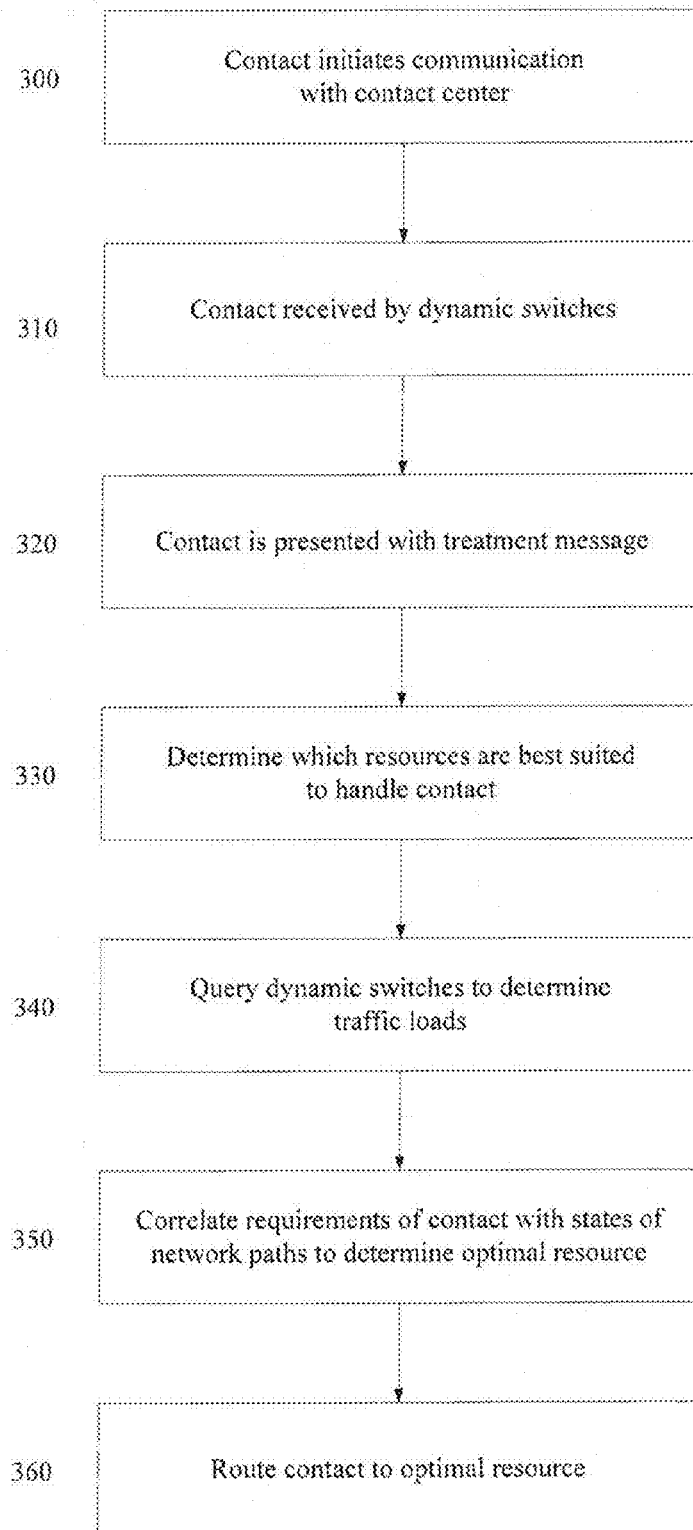 300
Contact initiates communication
with contact center
310
Contact received by dynamic switches
320
Contact is presented with treatment message
330
Determine which resources are best suited
to handle contact
340
Query dynamic switches to determine
traffic loads
350
Correlate requirements of contact with states of
network paths to determine optimal resource
360
Route contact to optimal resource